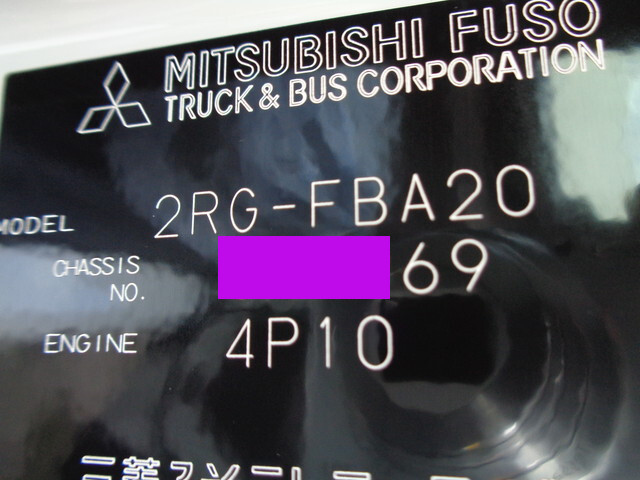 MITSUBISHI FUSO
TRUCK & BUS CORPORATION
MODEL 2RG-FBA20
CHASSIS NO. 69
ENGINE 4P10